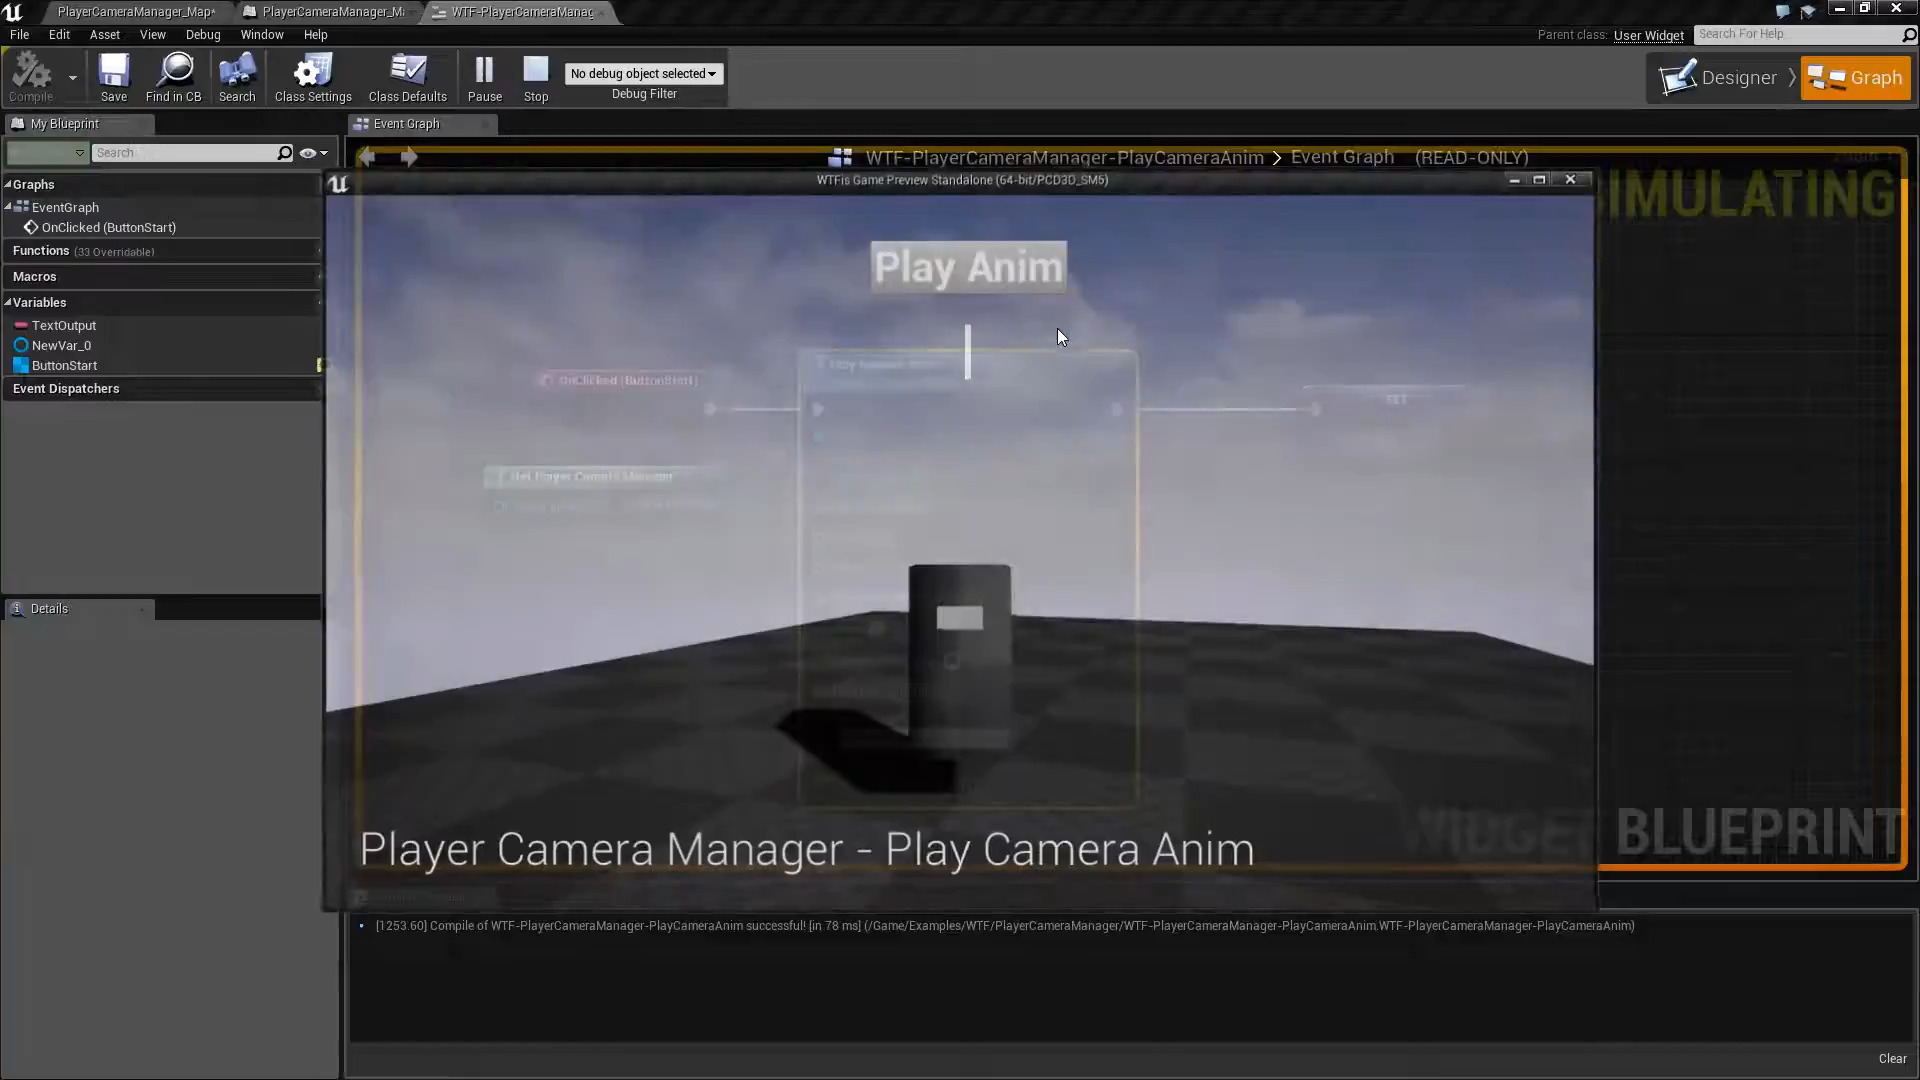 PlayerCameraManager_Map*
PlayerCameraManager_Ma
WTF-PlayerCameraManag
File Edit Asset View Debug Window Help
Parent class: User Widget
Search For Help
Compile
Save
Find in CB
Search
Class Settings
Class Defaults
Pause
Stop
No debug object selected
Debug Filter
Designer
Graph
My Blueprint
Event Graph
Search
WTF-PlayerCameraManager-PlayCameraAnim > Event Graph (READ-ONLY)
WTFis Game Preview Standalone (64-bit/PCD3D_SM5)
IMULATING
Graphs
EventGraph
OnClicked (ButtonStart)
Functions (33 Overridable)
Macros
Variables
TextOutput
NewVar_0
ButtonStart
Event Dispatchers
Play Anim
OnClicked (ButtonStart)
SET
Get Player Camera Manager
Details
Player Camera Manager - Play Camera Anim
WIDGET BLUEPRINT
[1253.60] Compile of WTF-PlayerCameraManager-PlayCameraAnim successful! [in 78 ms] (/Game/Examples/WTF/PlayerCameraManager/WTF-PlayerCameraManager-PlayCameraAnim.WTF-PlayerCameraManager-PlayCameraAnim)
Clear